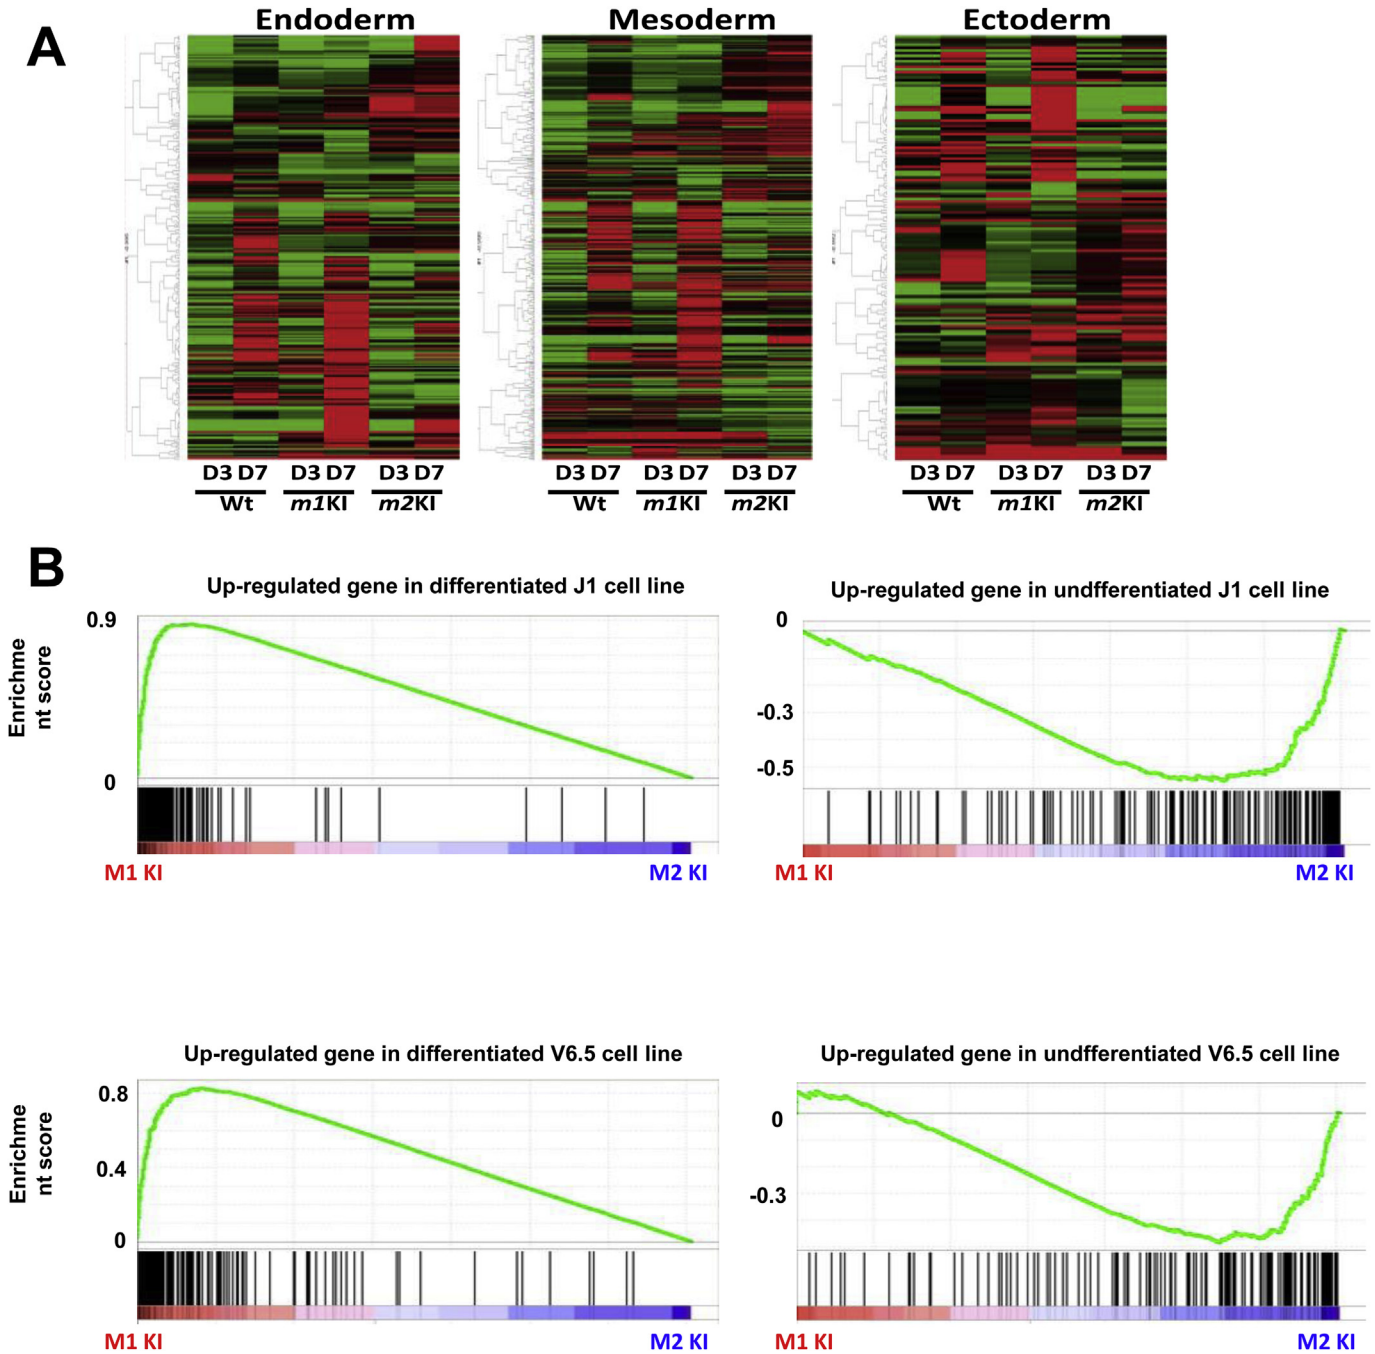 A
Endoderm Mesoderm Ectoderm
D3 D7 D3 D7 D3 D7 D3 D7 D3 D7 D3 D7 D3 D7 D3 D7 D3 D7
Wt m1KI m2KI Wt m1KI m2KI Wt m1KI m2KI
B
Up-regulated gene in differentiated J1 cell line
Enrichme
nt score
0.9
0
M1 KI M2 KI
Up-regulated gene in undfferentiated J1 cell line
0
-0.3
-0.5
M1 KI M2 KI
Up-regulated gene in differentiated V6.5 cell line
Enrichme
nt score
0.8
0.4
0
M1 KI M2 KI
Up-regulated gene in undfferentiated V6.5 cell line
0
-0.3
M1 KI M2 KI